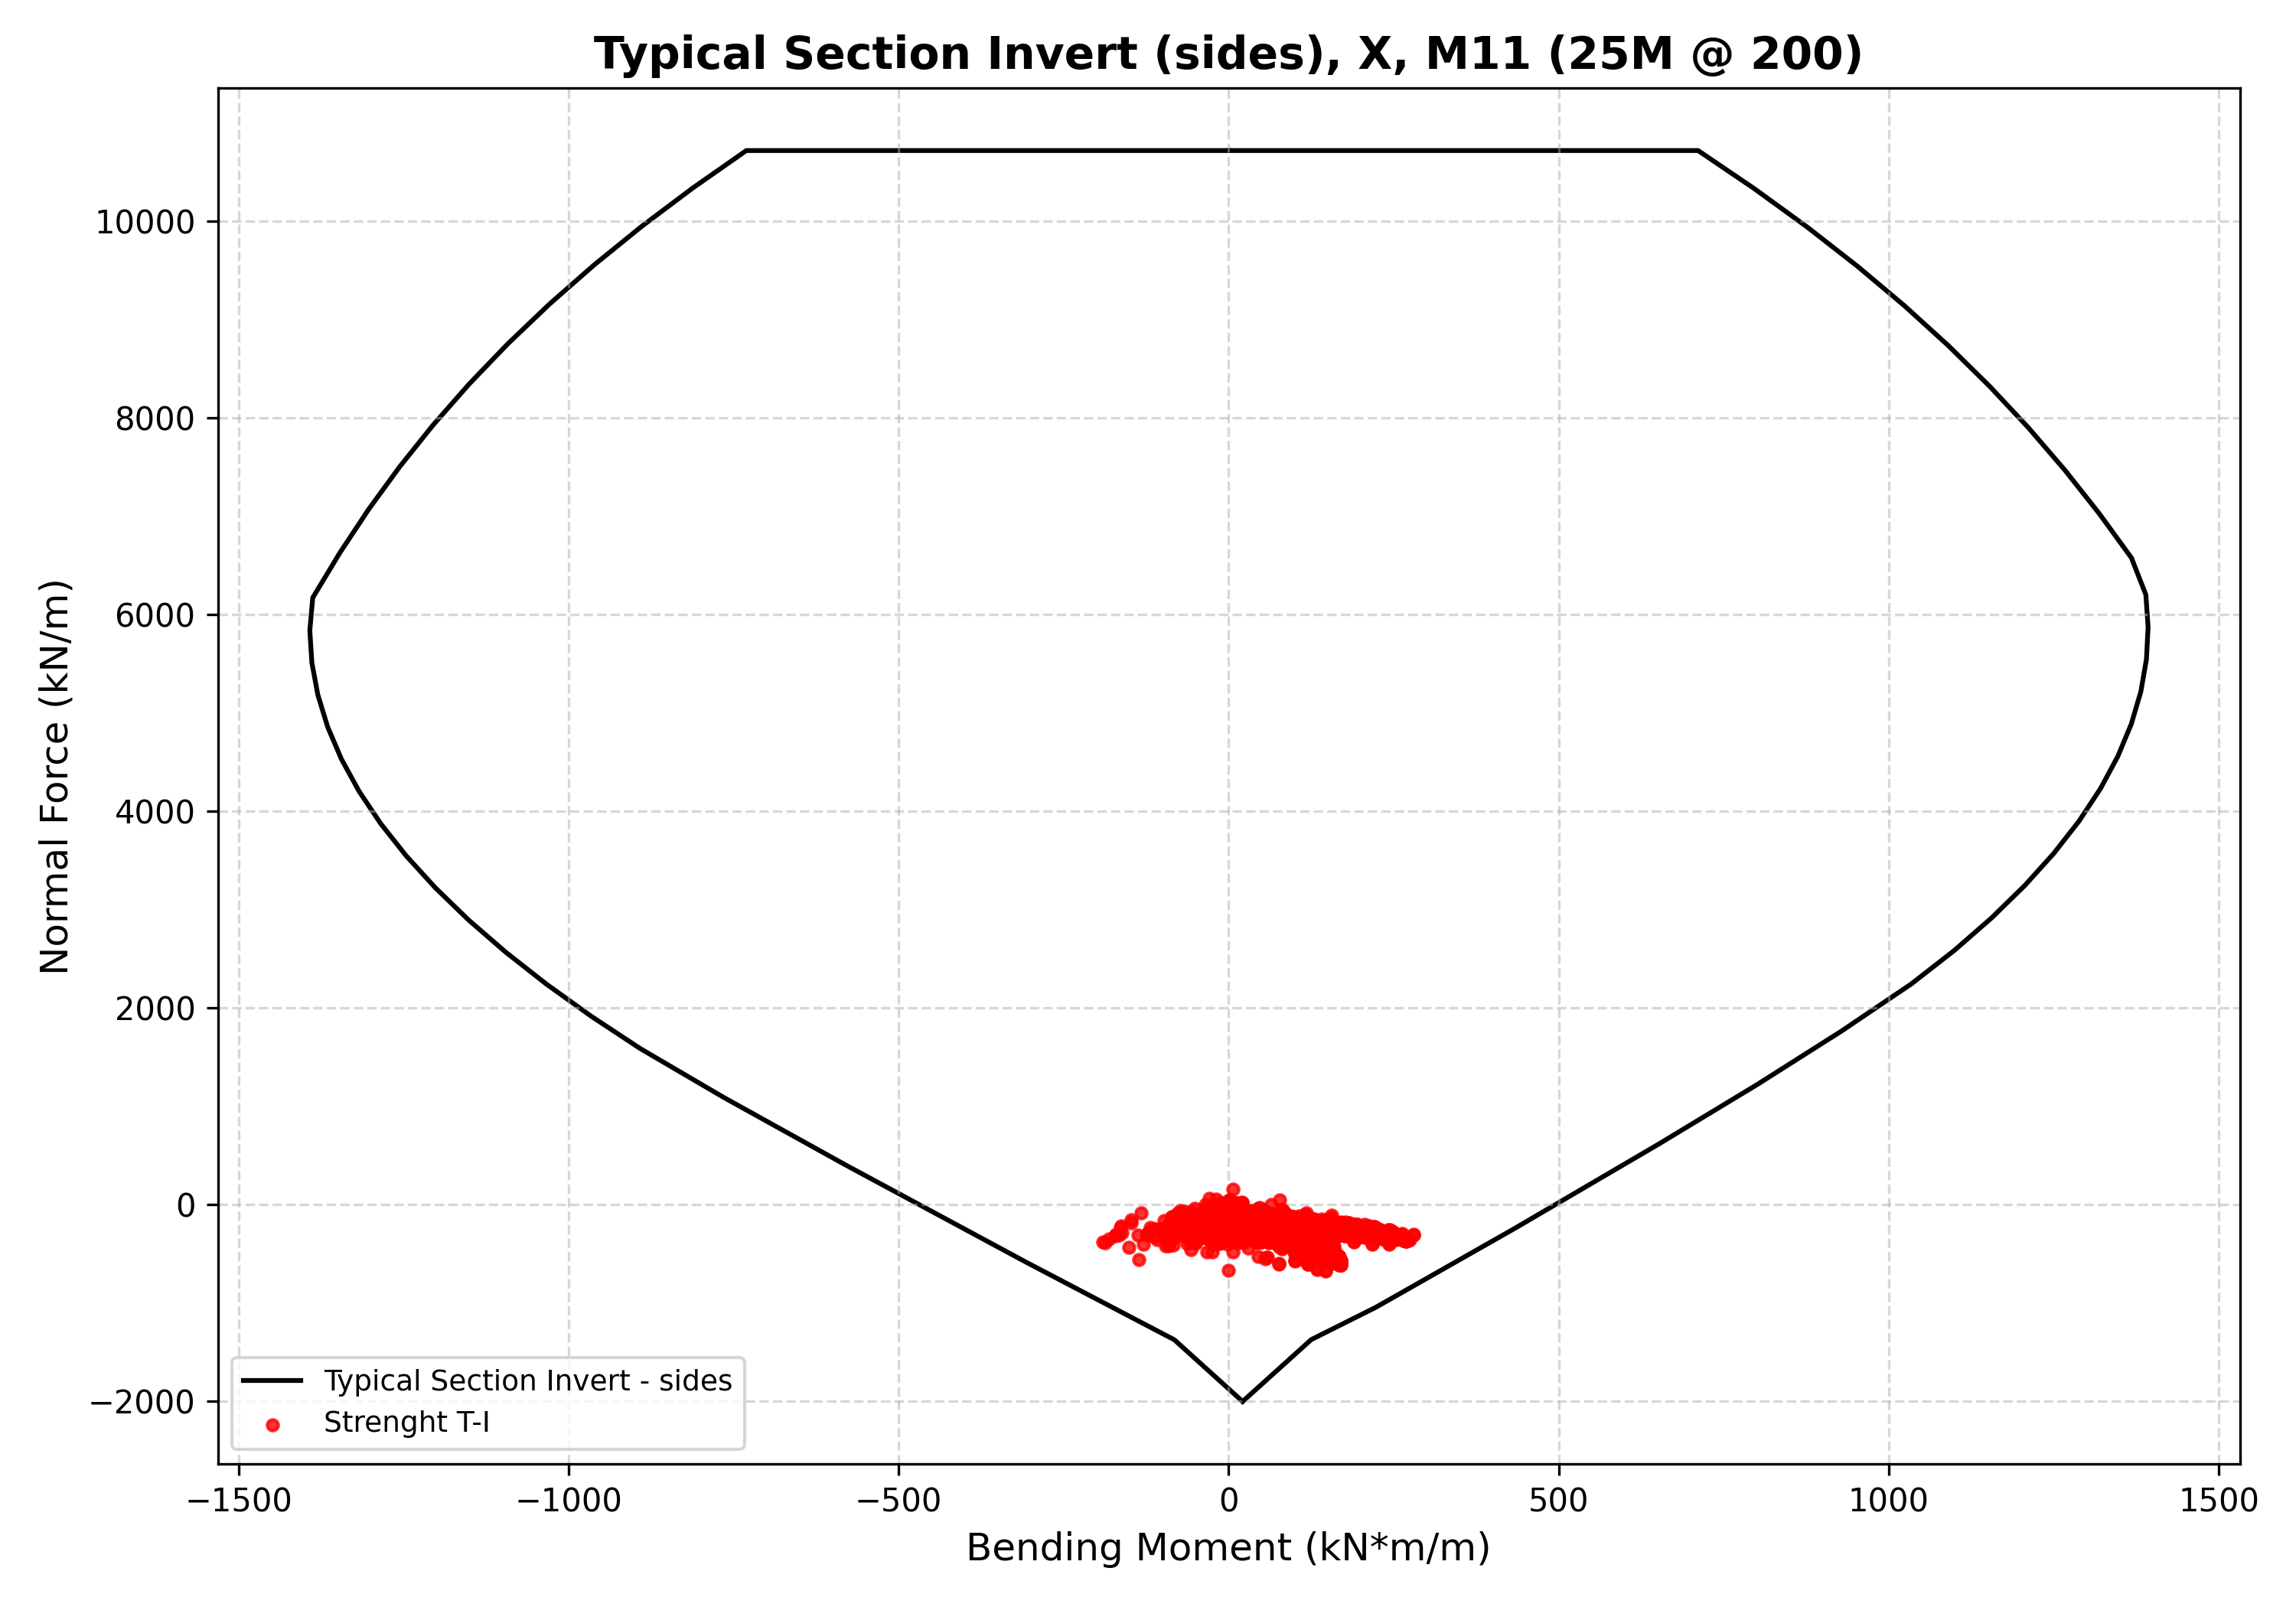 Typical Section Invert (sides), X, M11 (25M @ 200)
Normal Force (kN/m)
10000
8000
6000
4000
2000
0
−2000
Typical Section Invert - sides
Strenght T-I
−1500
−1000
−500
0
500
1000
1500
Bending Moment (kN*m/m)